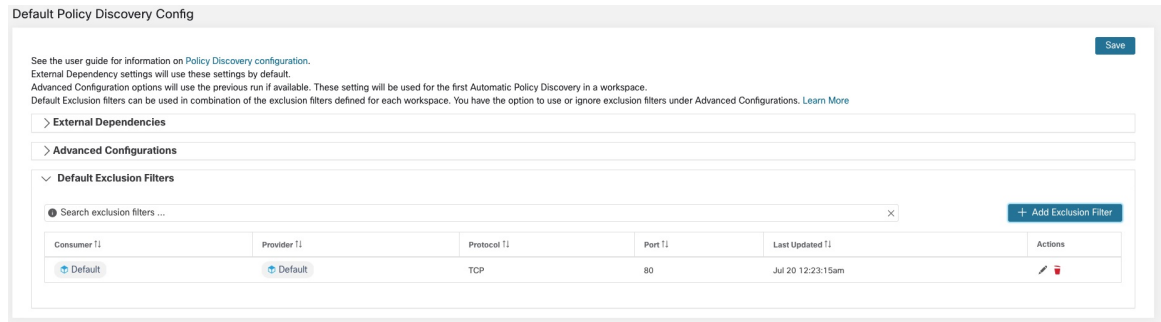 Default Policy Discovery Config
Save
See the user guide for information on Policy Discovery configuration.
External Dependency settings will use these settings by default.
Advanced Configuration options will use the previous run if available. These setting will be used for the first Automatic Policy Discovery in a workspace.
Default Exclusion filters can be used in combination of the exclusion filters defined for each workspace. You have the option to use or ignore exclusion filters under Advanced Configurations. Learn More
External Dependencies
Advanced Configurations
Default Exclusion Filters
Search exclusion filters ...
+ Add Exclusion Filter
Consumer Provider Protocol Port Last Updated Actions
Default Default TCP 80 Jul 20 12:23:15am